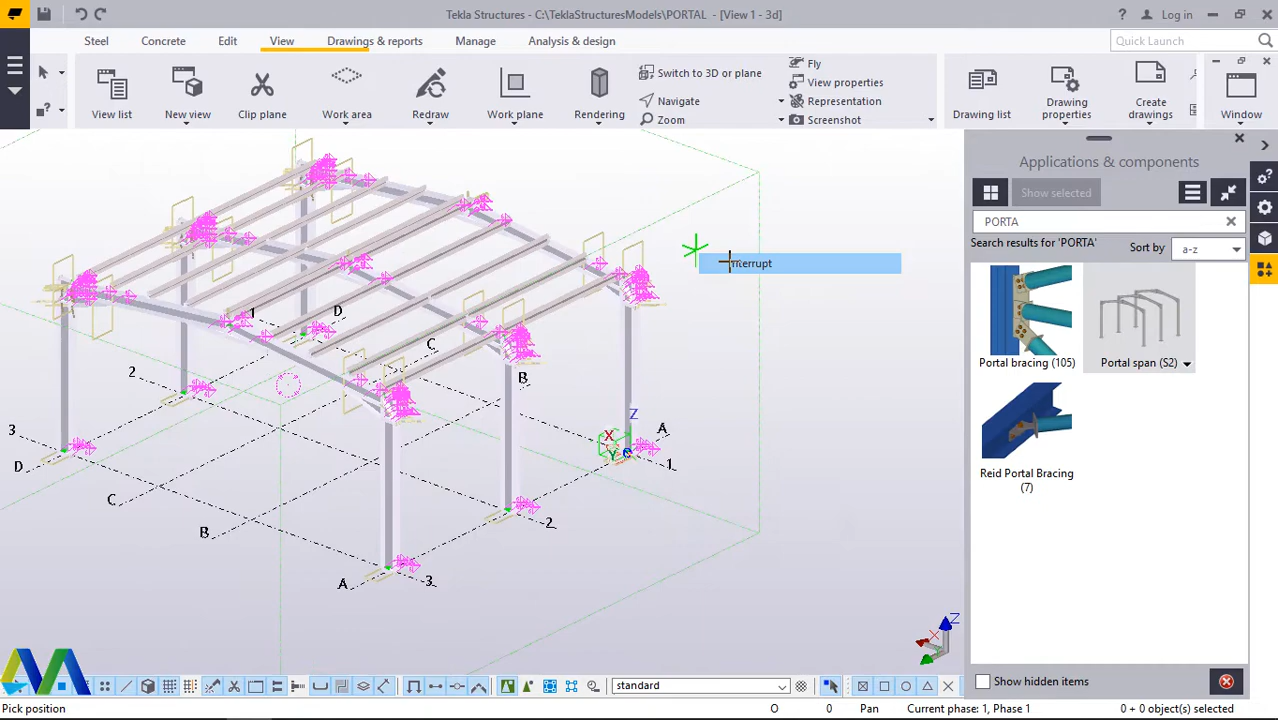 Tekla Structures - C:\TeklaStructuresModels\PORTAL - [View 1 - 3d]
Log in
Steel Concrete Edit View Drawings & reports Manage Analysis & design
Quick Launch
View list
New view
Clip plane
Work area
Redraw
Work plane
Rendering
Switch to 3D or plane
Navigate
Zoom
Fly
View properties
Representation
Screenshot
Drawing list
Drawing properties
Create drawings
Window
Applications & components
Show selected
PORTA
Search results for 'PORTA'
Sort by
a-z
Portal bracing (105)
Portal span (S2)
Reid Portal Bracing
(7)
Interrupt
1
D
C
2
B
3
D
Z
X
A
Y
1
C
B
2
A
3
Z
X
standard
Show hidden items
Pick position
O
0
Pan
Current phase: 1, Phase 1
0 + 0 object(s) selected